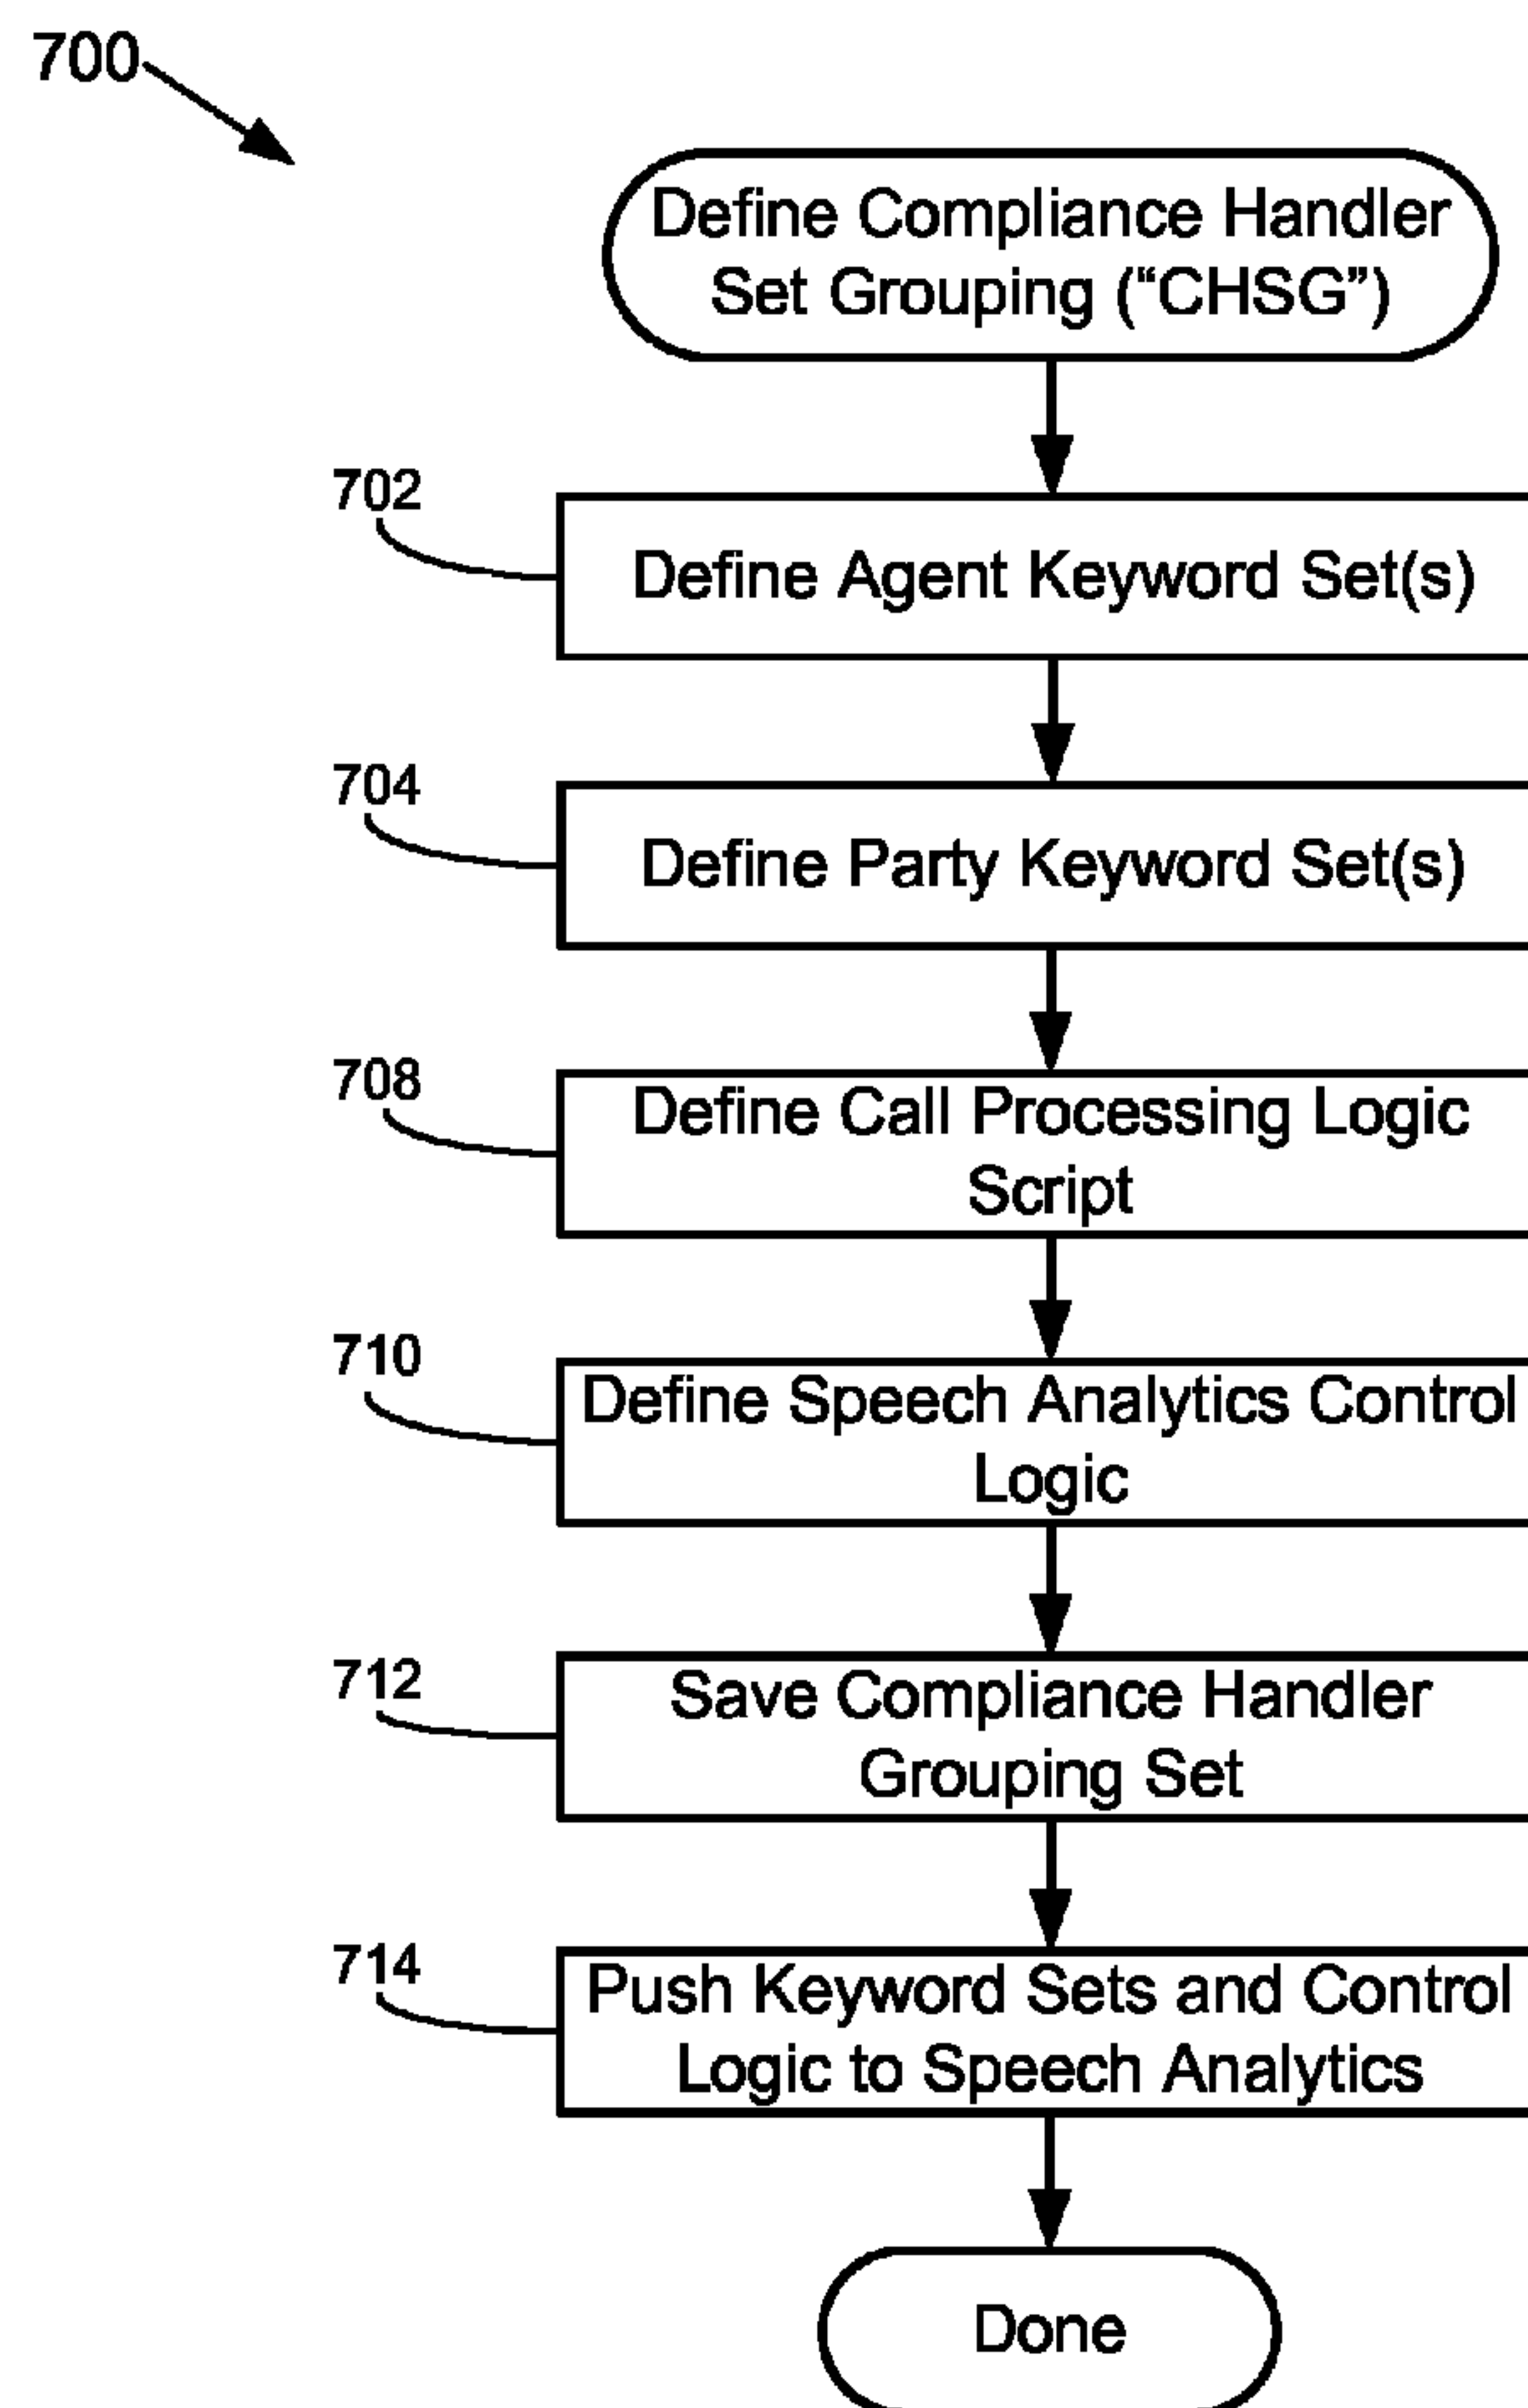 700
Define Compliance Handler
Set Grouping (“CHSG”)
702
Define Agent Keyword Set(s)
704
Define Party Keyword Set(s)
708
Define Call Processing Logic
Script
710
Define Speech Analytics Control
Logic
712
Save Compliance Handler
Grouping Set
714
Push Keyword Sets and Control
Logic to Speech Analytics
Done